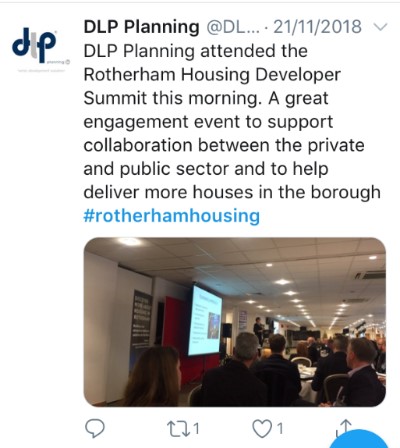 dlp
DLP Planning @DL... · 21/11/2018
DLP Planning attended the
Rotherham Housing Developer
Summit this morning. A great
engagement event to support
collaboration between the private
and public sector and to help
deliver more houses in the borough
#rotherhamhousing
1
1